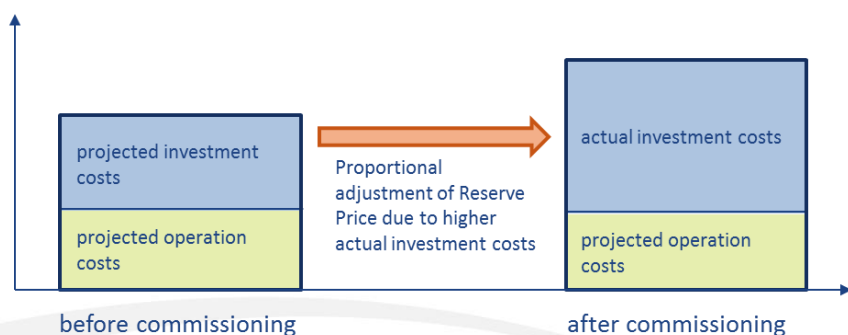 projected investment
costs
projected operation
costs
Proportional
adjustment of Reserve
Price due to higher
actual investment costs
actual investment costs
projected operation
costs
before commissioning
after commissioning